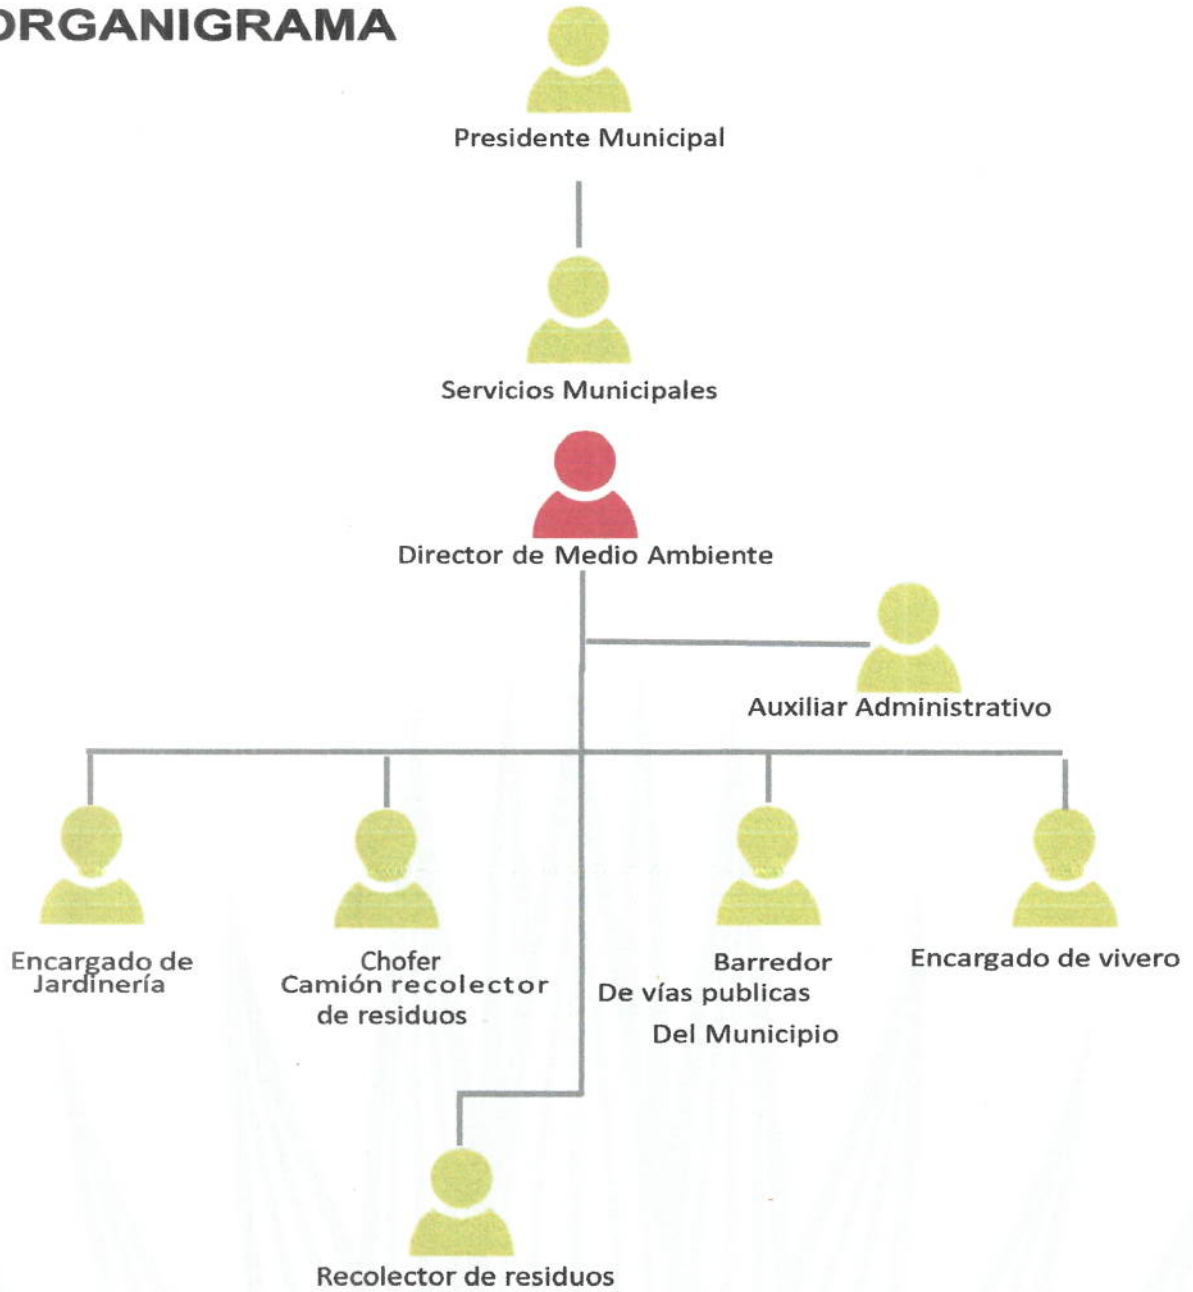 ORGANIGRAMA
Presidente Municipal
Servicios Municipales
Director de Medio Ambiente
Auxiliar Administrativo
Encargado de
Jardinería
Chofer
Camión recolector
de residuos
Barredor
De vías publicas
Del Municipio
Encargado de vivero
Recolector de residuos